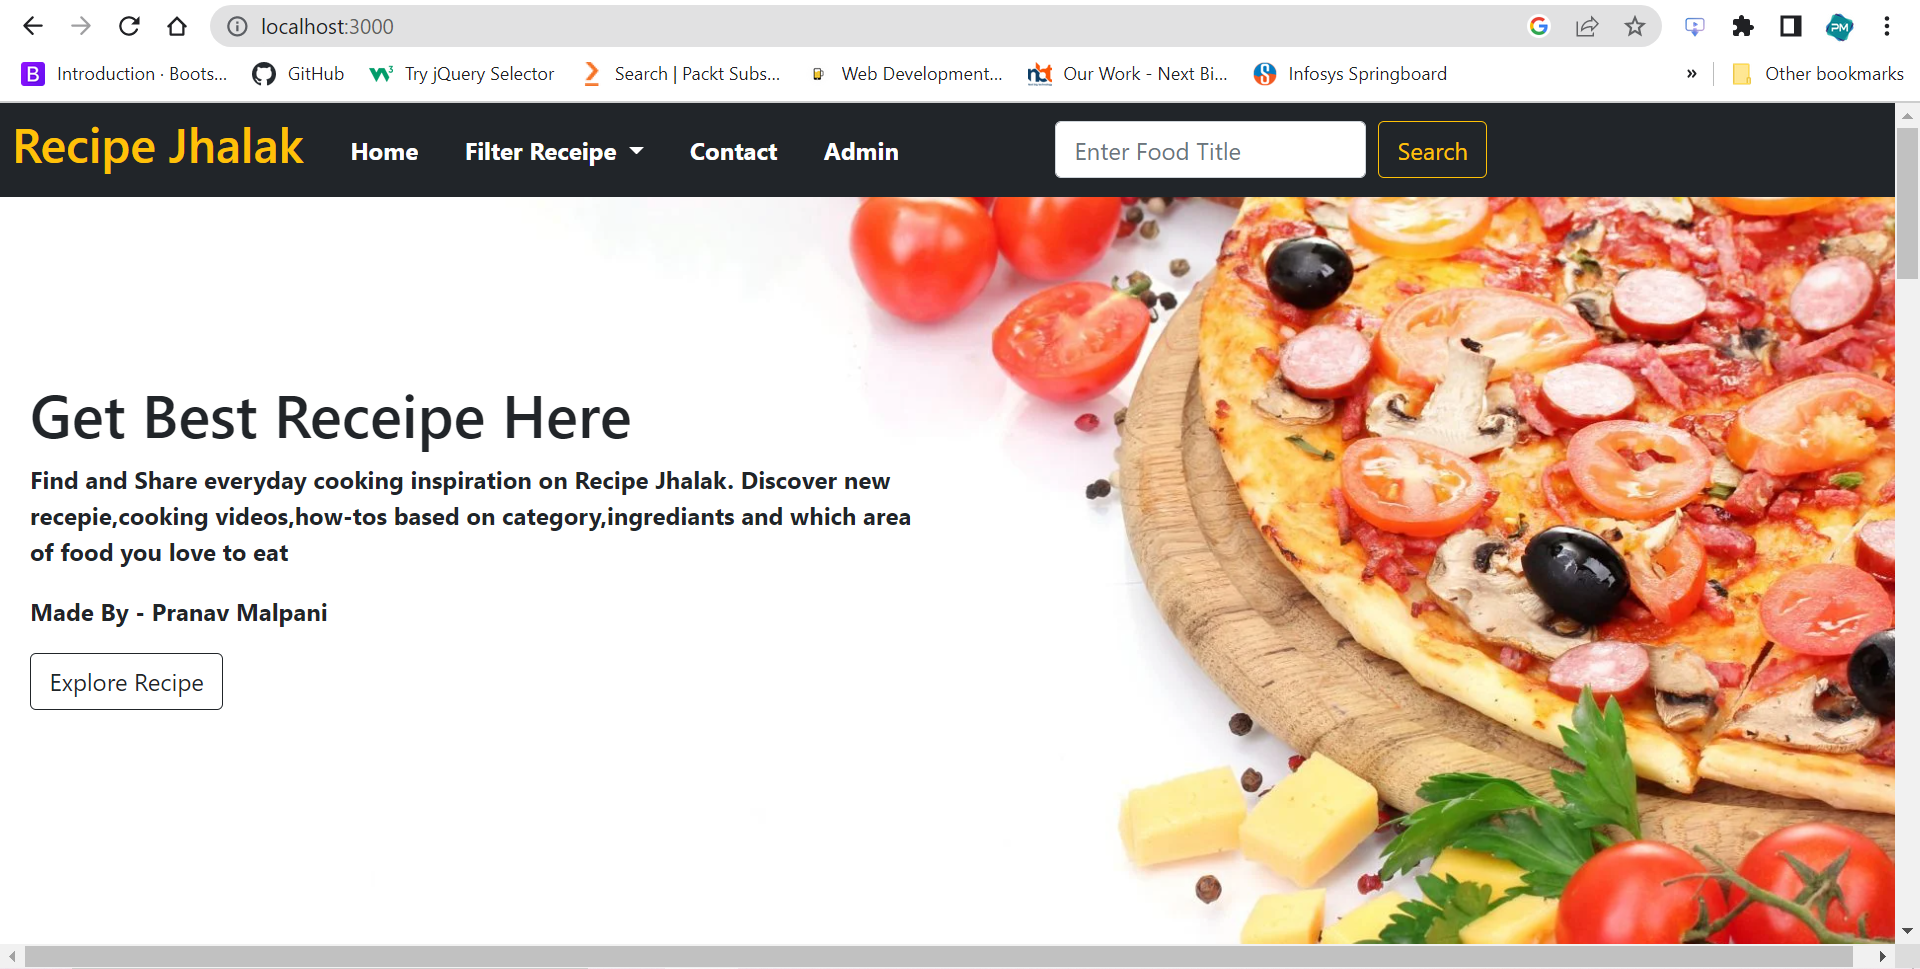 localhost:3000
Introduction · Boots...
GitHub
Try jQuery Selector
Search | Packt Subs...
Web Development...
Our Work - Next Bi...
Infosys Springboard
»
Other bookmarks
Recipe Jhalak
Home
Filter Receipe
Contact
Admin
Enter Food Title
Search
Get Best Receipe Here
Find and Share everyday cooking inspiration on Recipe Jhalak. Discover new
recepie,cooking videos,how-tos based on category,ingrediants and which area
of food you love to eat
Made By - Pranav Malpani
Explore Recipe